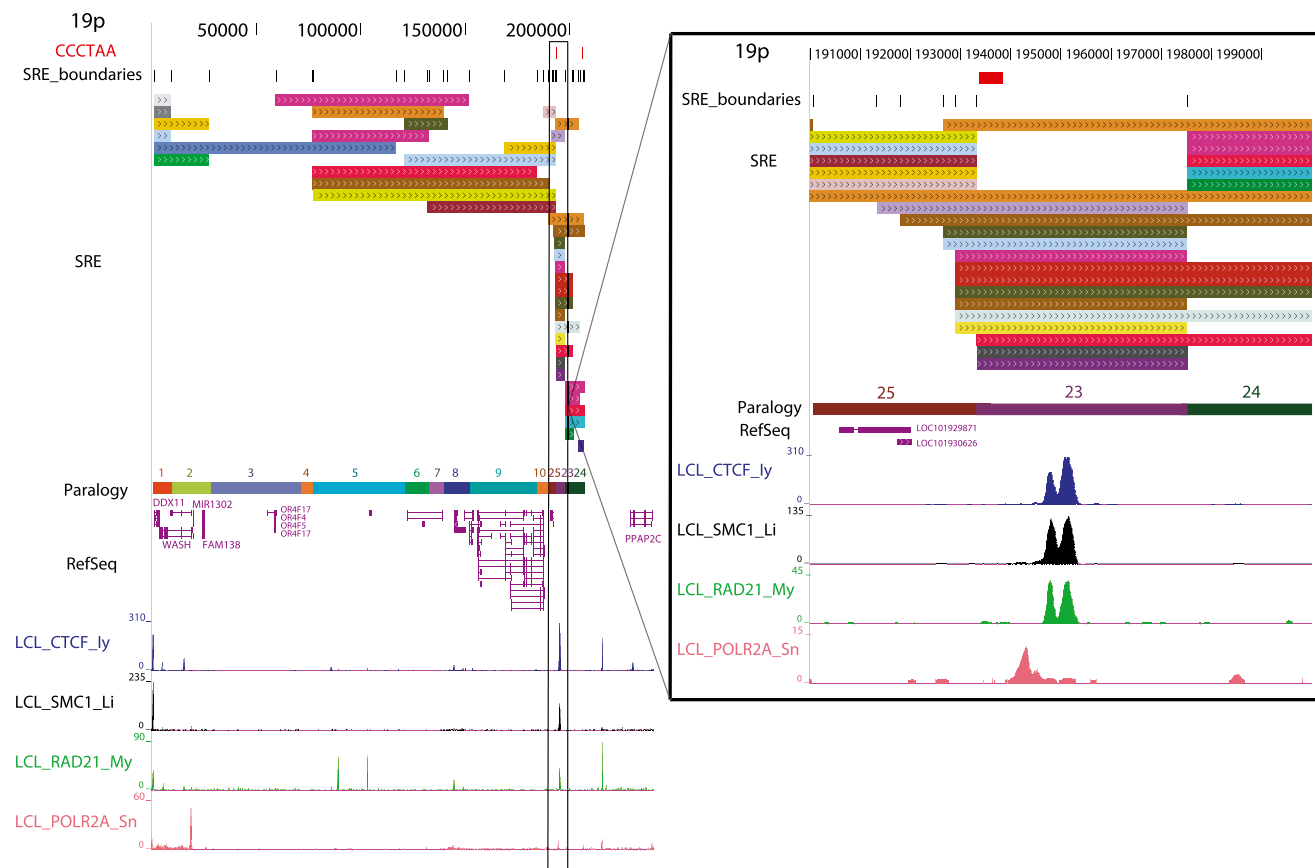 19p
50000 100000 150000 200000
CCCTAA
SRE_boundaries
SRE
1 2 3 4 5 6 7 8 9 10 25 23 24
Paralogy
DDX11 MIR1302 OR4F17
OR4F4
OR4F5
OR4F17
WASH FAM138
PPAP2C
RefSeq
310
LCL_CTCF_Iy
0
235
LCL_SMC1_Li
0
90
LCL_RAD21_My
0
60
LCL_POLR2A_Sn
0
19p
191000 192000 193000 194000 195000 196000 197000 198000 199000
SRE_boundaries
SRE
25 23 24
Paralogy
RefSeq
LOC101929871
LOC101930626
310
LCL_CTCF_Iy
0
135
LCL_SMC1_Li
0
45
LCL_RAD21_My
0
15
LCL_POLR2A_Sn
0